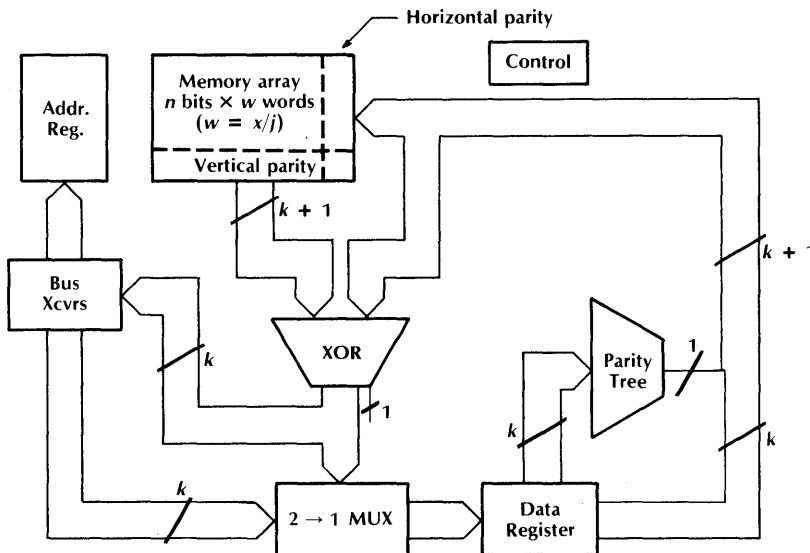 Horizontal parity
Control
Addr.
Reg.
Memory array
n bits × w words
(w = x/j)
Vertical parity
k + 1
k + 1
Bus
Xcvrs
XOR
k
1
Parity
Tree
1
k
k
k
2 → 1 MUX
Data
Register